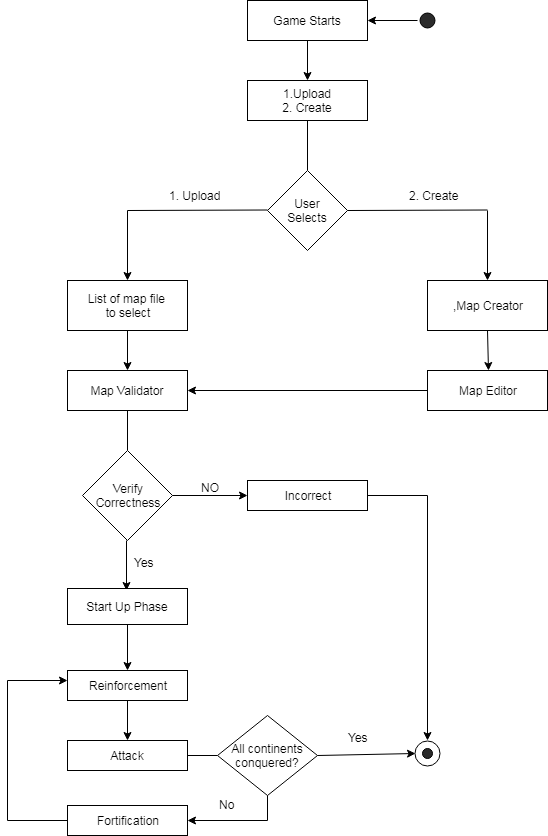 Game Starts
1.Upload
2. Create
1. Upload
2. Create
User
Selects
List of map file
to select
,Map Creator
Map Validator
Map Editor
Verify
Correctness
NO
Incorrect
Yes
Start Up Phase
Reinforcement
Attack
All continents
conquered?
Yes
No
Fortification